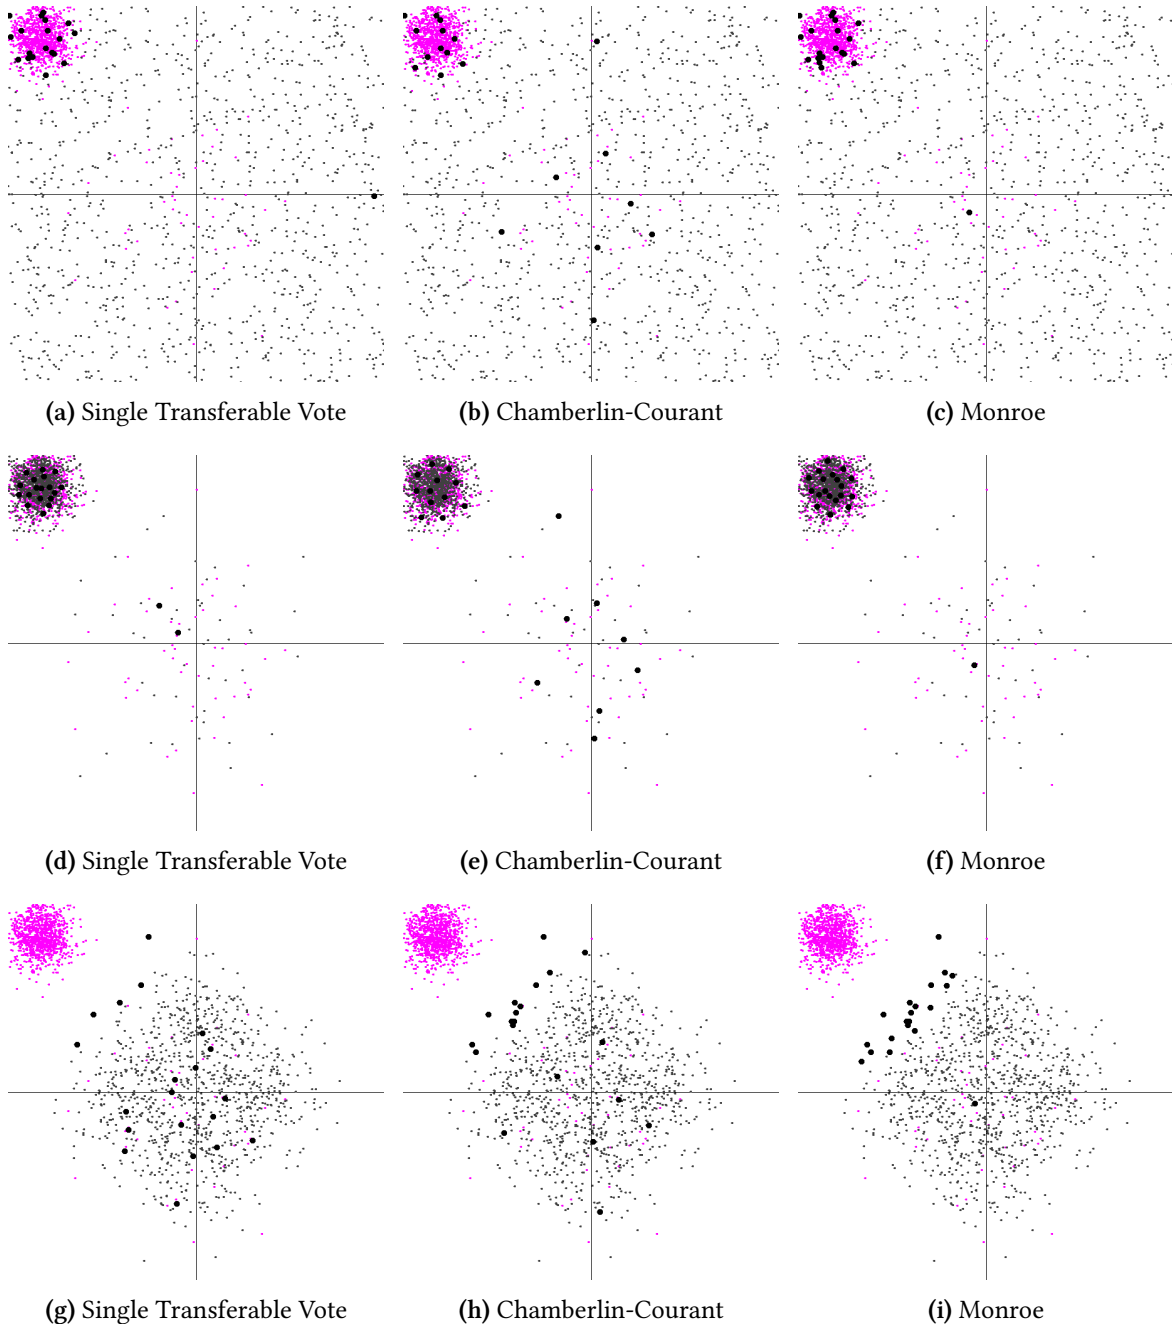 (a) Single Transferable Vote
(b) Chamberlin-Courant
(c) Monroe
(d) Single Transferable Vote
(e) Chamberlin-Courant
(f) Monroe
(g) Single Transferable Vote
(h) Chamberlin-Courant
(i) Monroe